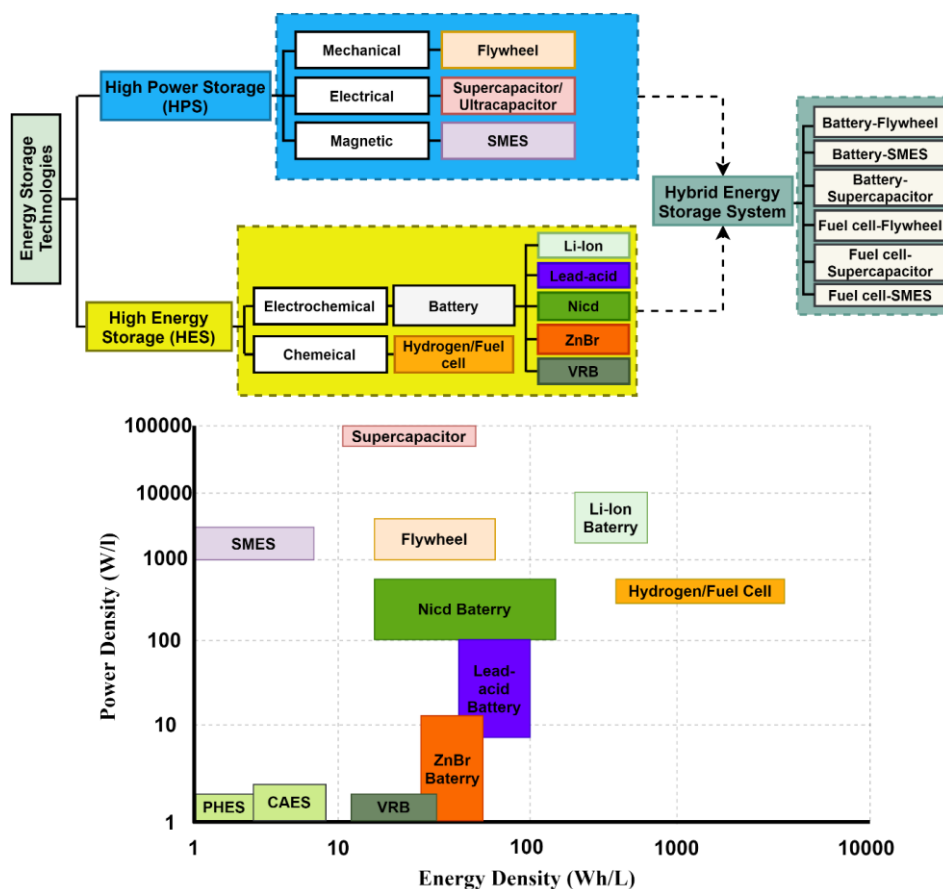 Energy Storage
Technologies
High Power Storage
(HPS)
Mechanical
Flywheel
Electrical
Supercapacitor/
Ultracapacitor
Magnetic
SMES
High Energy
Storage (HES)
Electrochemical
Battery
Chemeical
Hydrogen/Fuel
cell
Li-Ion
Lead-acid
Nicd
ZnBr
VRB
Hybrid Energy
Storage System
Battery-Flywheel
Battery-SMES
Battery-
Supercapacitor
Fuel cell-Flywheel
Fuel cell-
Supercapacitor
Fuel cell-SMES
Power Density (W/l)
100000
10000
1000
100
10
1
Supercapacitor
SMES
Flywheel
Li-Ion
Baterry
Hydrogen/Fuel Cell
Nicd Baterry
Lead-
acid
Battery
ZnBr
Baterry
PHES
CAES
VRB
1
10
100
1000
10000
Energy Density (Wh/L)